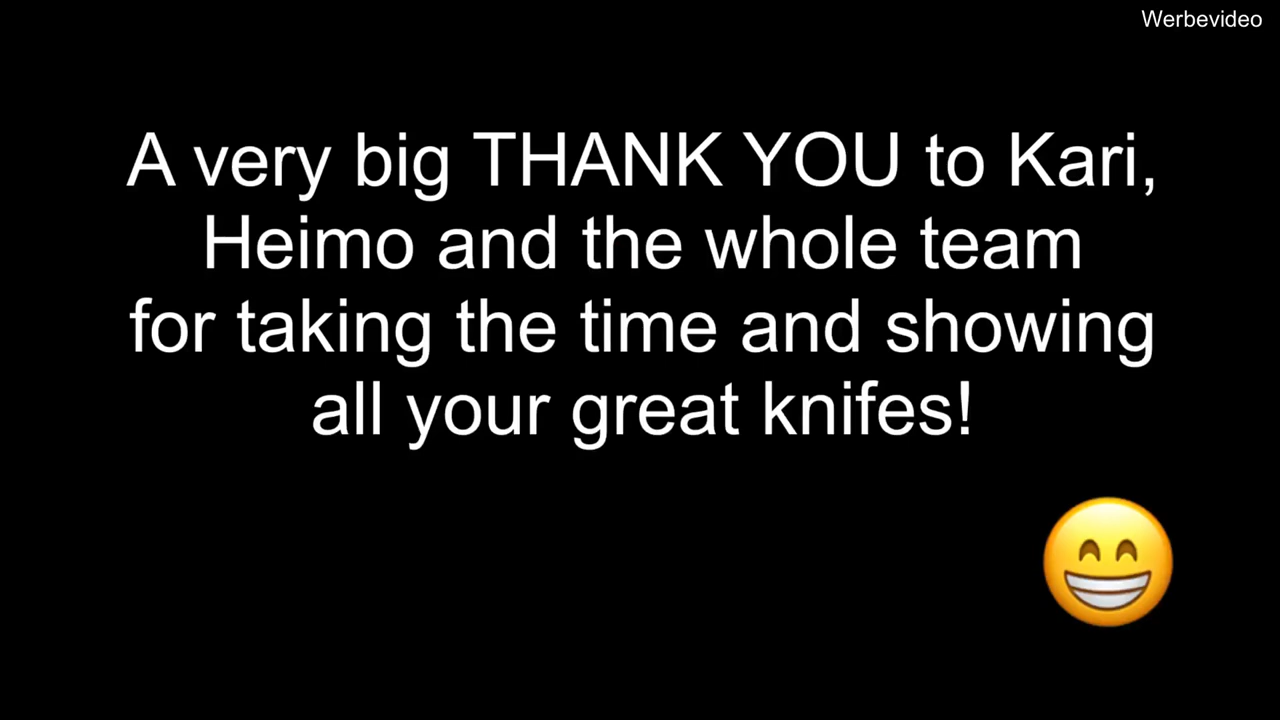 Werbevideo
A very big THANK YOU to Kari,
Heimo and the whole team
for taking the time and showing
all your great knifes!